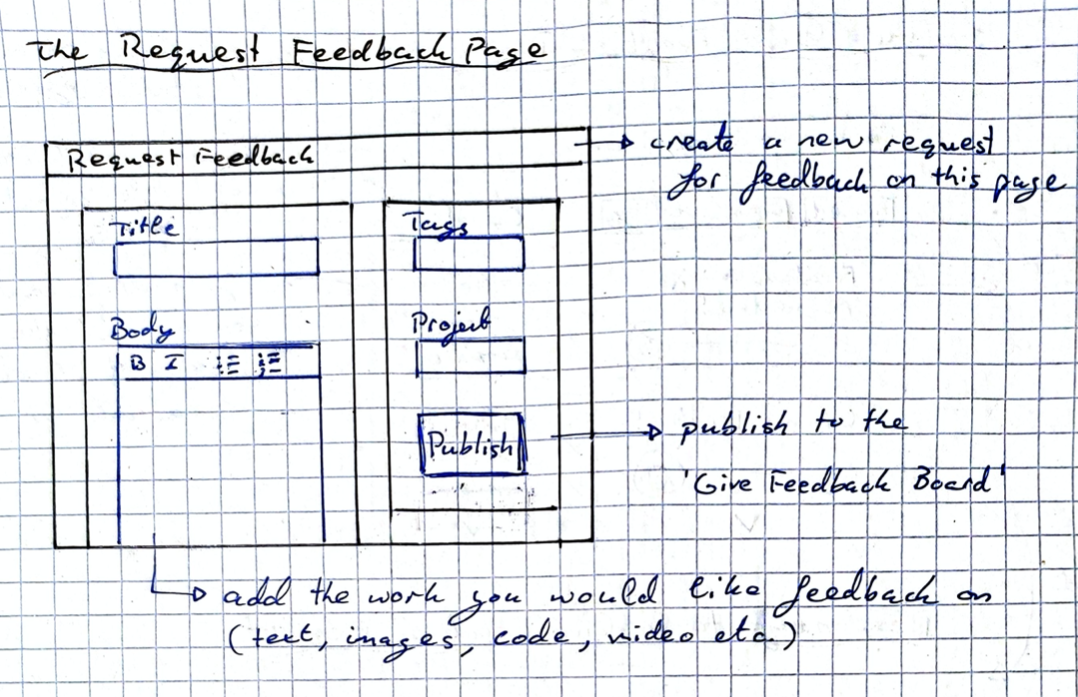 The Request Feedback Page
Request Feedback
→ create a new request
for feedback on this page
Title
Tags
Body
Project
B I
Publish
→ publish to the
'Give Feedback Board'
→ add the work you would like feedback on
(text, images, code, video etc.)